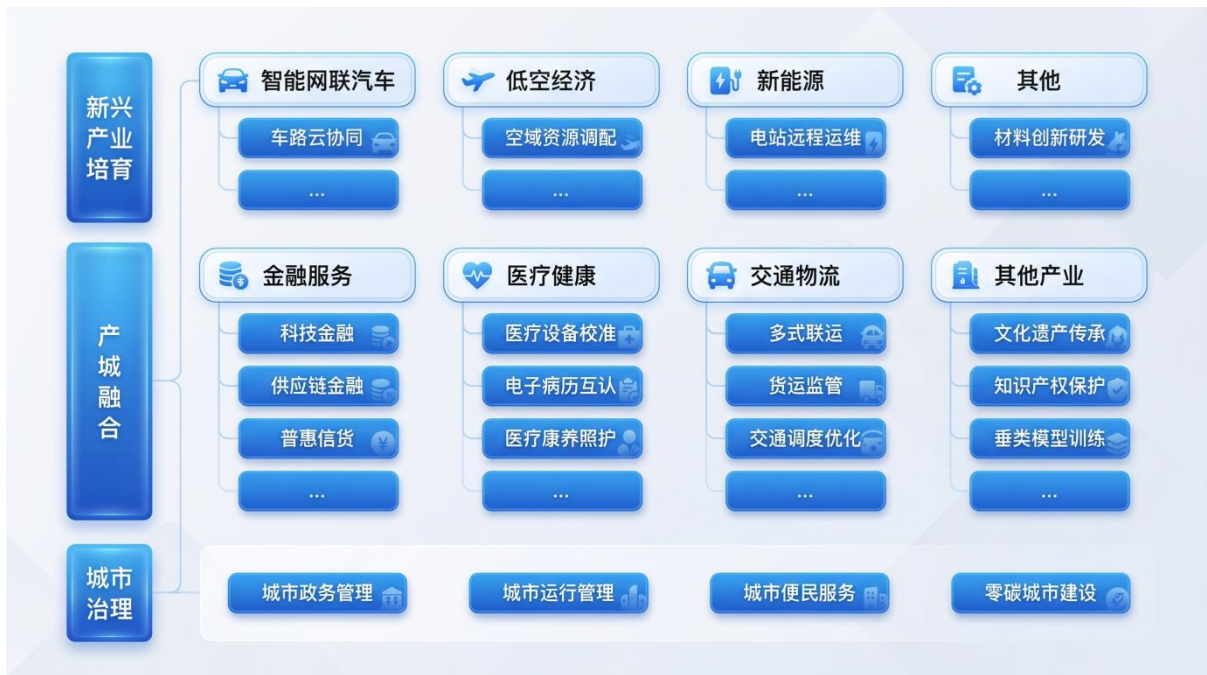 新兴
产业
培育
智能网联汽车
低空经济
新能源
其他
车路云协同
空域资源调配
电站远程运维
材料创新研发
...
...
...
...
产
城
融
合
金融服务
医疗健康
交通物流
其他产业
科技金融
医疗设备校准
多式联运
文化遗产传承
供应链金融
电子病历互认
货运监管
知识产权保护
普惠信货
医疗康养照护
交通调度优化
垂类模型训练
...
...
...
...
城市
治理
城市政务管理
城市运行管理
城市便民服务
零碳城市建设